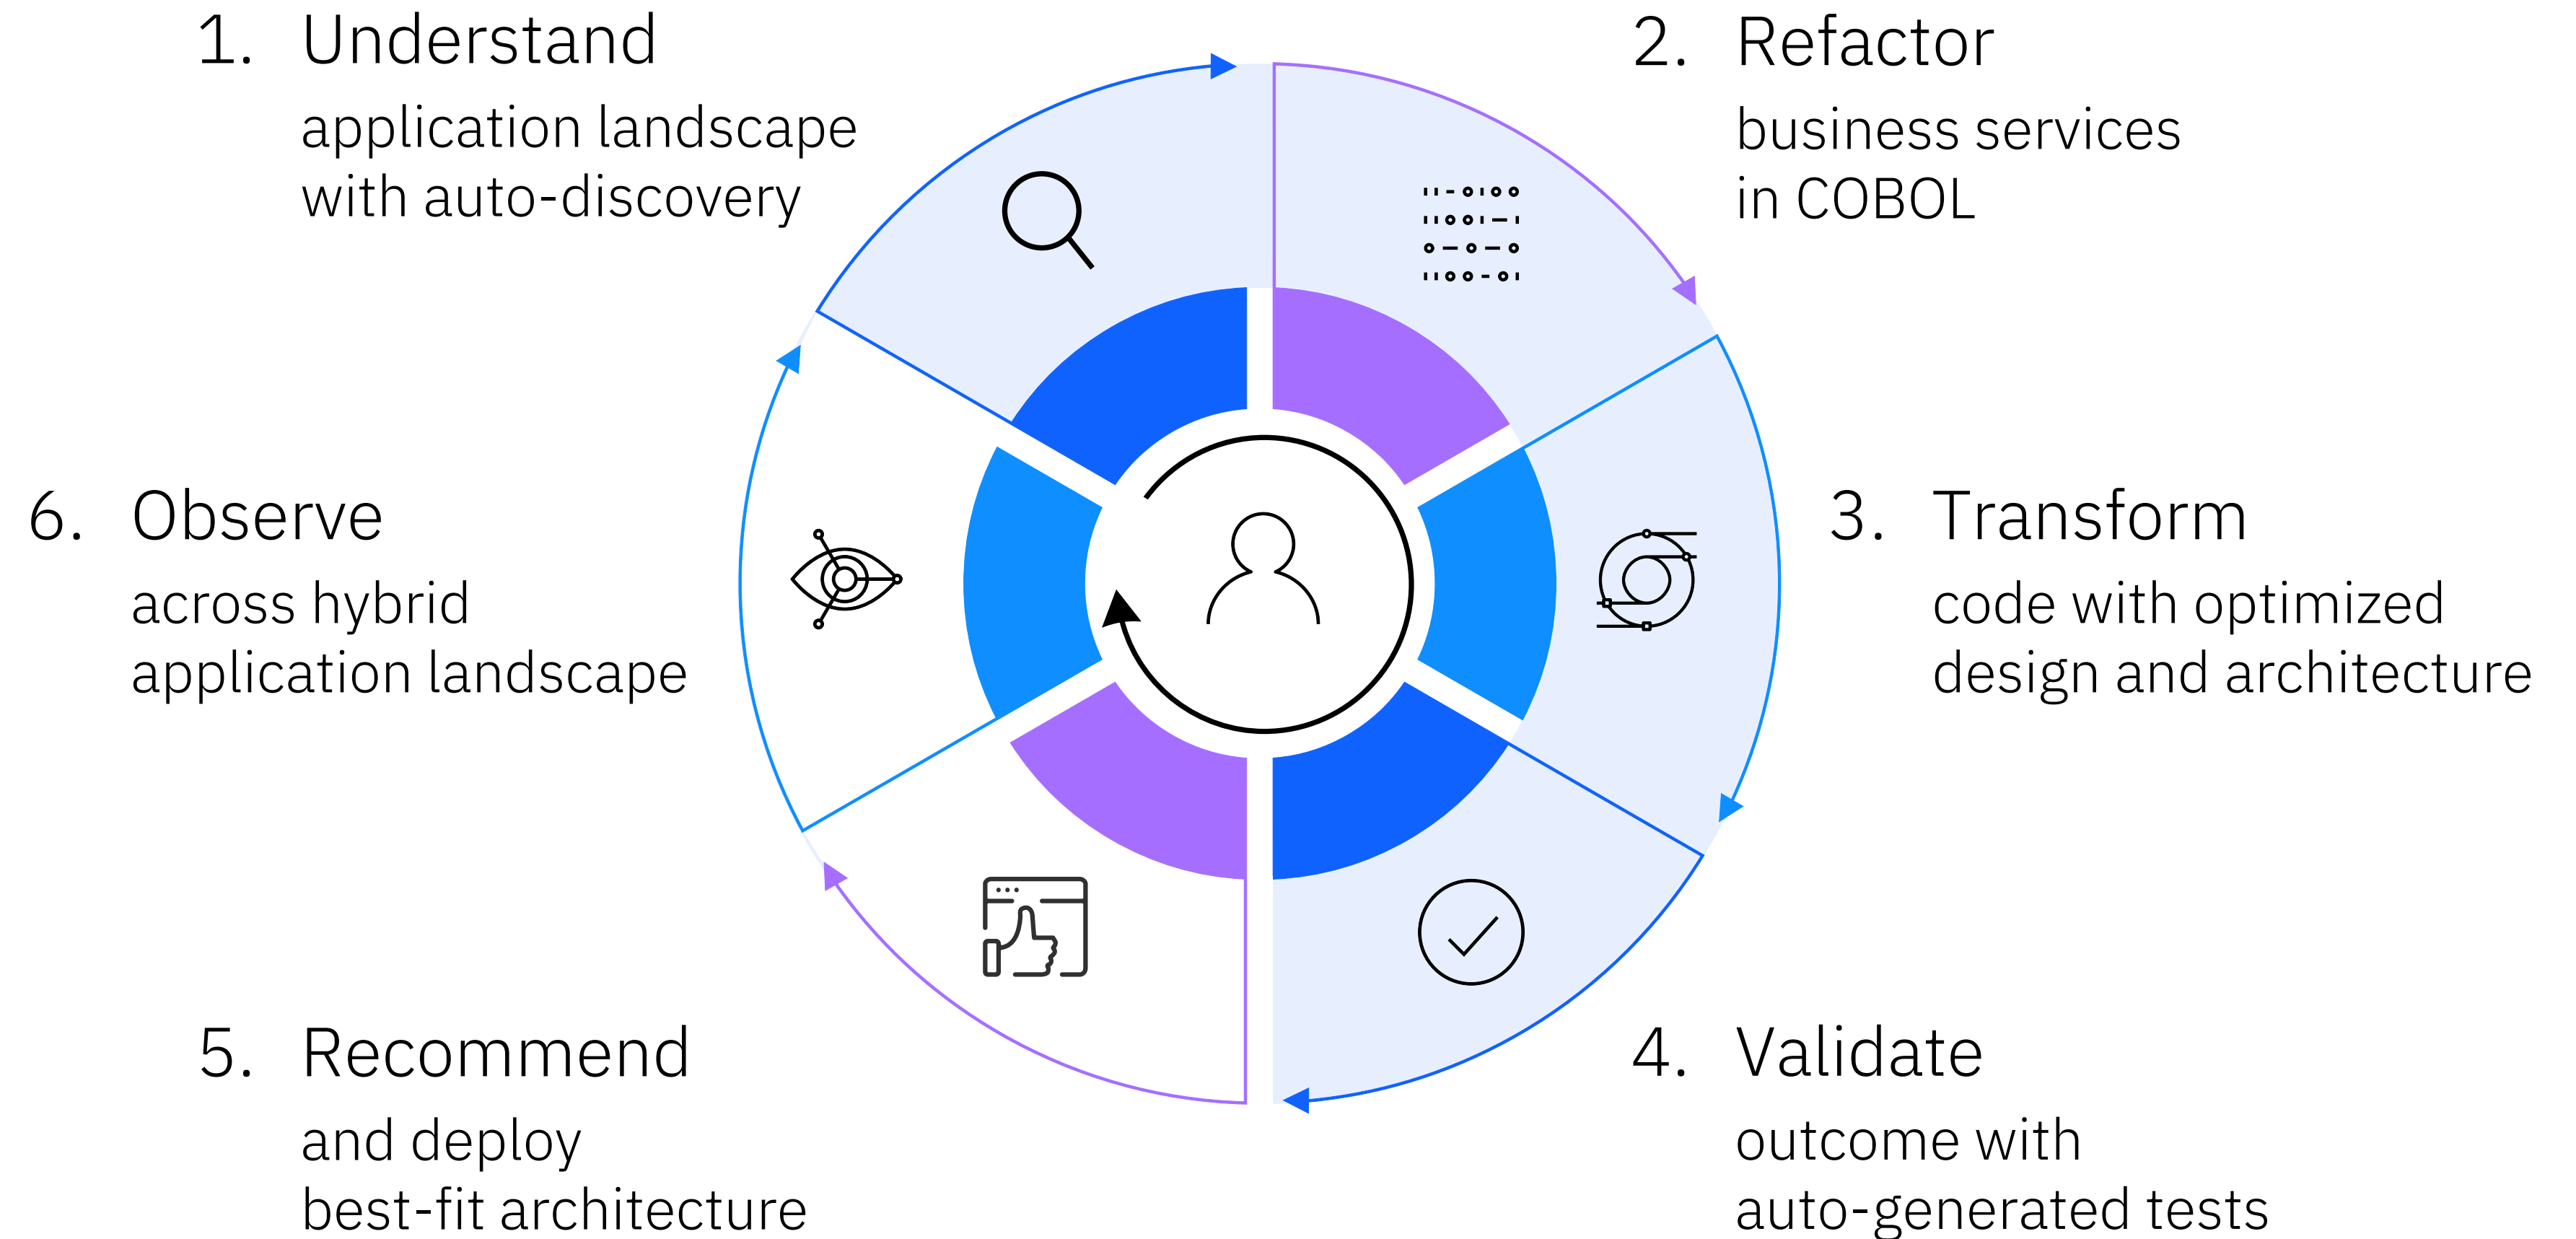 1. Understand
application landscape
with auto-discovery
2. Refactor
business services
in COBOL
3. Transform
code with optimized
design and architecture
4. Validate
outcome with
auto-generated tests
5. Recommend
and deploy
best-fit architecture
6. Observe
across hybrid
application landscape